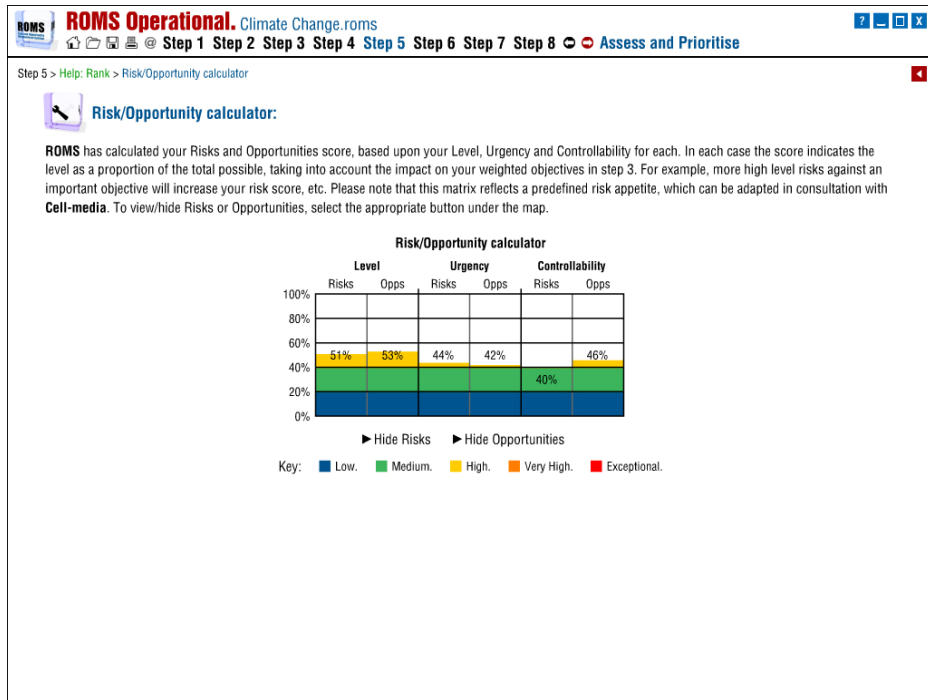 ROMS
ROMS Operational. Climate Change.roms
? X
@ Step 1 Step 2 Step 3 Step 4 Step 5 Step 6 Step 7 Step 8 Assess and Prioritise
Step 5 > Help: Rank > Risk/Opportunity calculator
Risk/Opportunity calculator:
ROMS has calculated your Risks and Opportunities score, based upon your Level, Urgency and Controllability for each. In each case the score indicates the
level as a proportion of the total possible, taking into account the impact on your weighted objectives in step 3. For example, more high level risks against an
important objective will increase your risk score, etc. Please note that this matrix reflects a predefined risk appetite, which can be adapted in consultation with
Cell-media. To view/hide Risks or Opportunities, select the appropriate button under the map.
Risk/Opportunity calculator
Level Urgency Controllability
Risks Opps Risks Opps Risks Opps
100%
80%
60%
51% 53% 44% 42% 46%
40%
40%
20%
0%
Hide Risks Hide Opportunities
Key: Low. Medium. High. Very High. Exceptional.